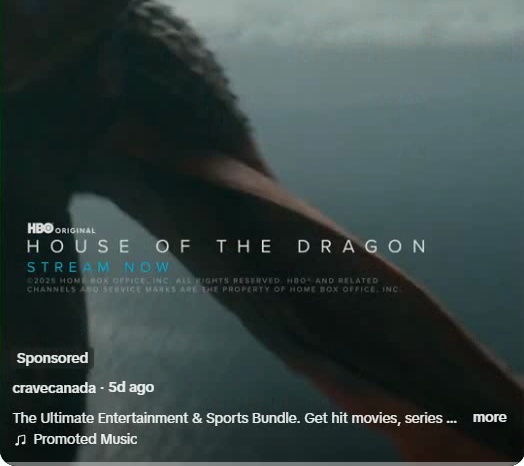 HBO ORIGINAL
HOUSE OF THE DRAGON
STREAM NOW
©2026 HOME BOX OFFICE, INC. ALL RIGHTS RESERVED. HBO® AND RELATED
CHANNELS AND SERVICE MARKS ARE THE PROPERTY OF HOME BOX OFFICE, INC.
Sponsored
cravecanada · 5d ago
The Ultimate Entertainment & Sports Bundle. Get hit movies, series ... more
Promoted Music